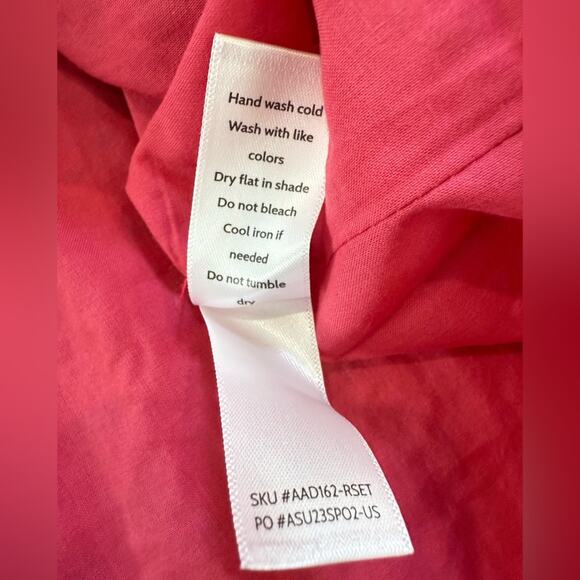 Hand wash cold
Wash with like
colors
Dry flat in shade
Do not bleach
Cool iron if
needed
Do not tumble
dry
SKU #AAD162-RSET
PO #ASU23SPO2-US